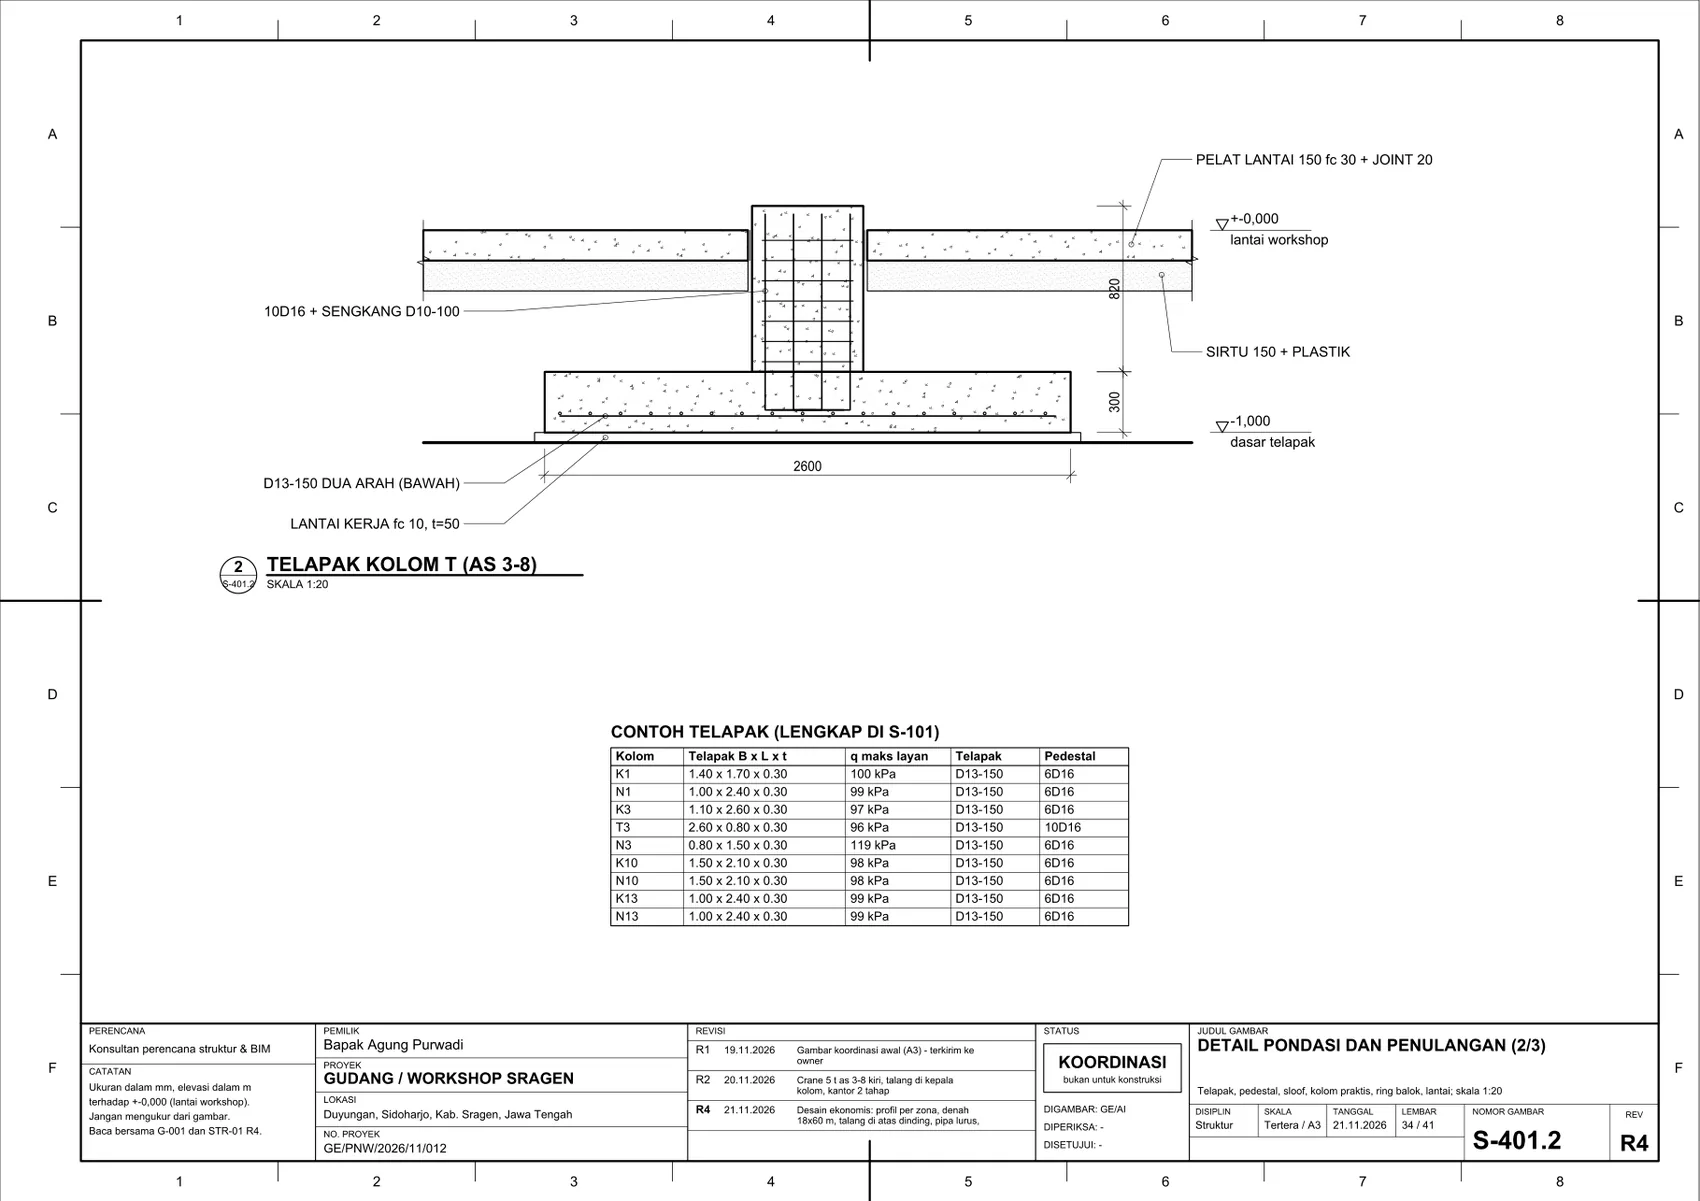 1 2 3 4 5 6 7 8
A A
B B
C C
D D
E E
F F
PELAT LANTAI 150 fc 30 + JOINT 20
+-0,000
lantai workshop
820
10D16 + SENGKANG D10-100
SIRTU 150 + PLASTIK
300
-1,000
dasar telapak
2600
D13-150 DUA ARAH (BAWAH)
LANTAI KERJA fc 10, t=50
2
S-401.2
TELAPAK KOLOM T (AS 3-8)
SKALA 1:20
CONTOH TELAPAK (LENGKAP DI S-101)
Kolom Telapak B x L x t q maks layan Telapak Pedestal
K1 1.40 x 1.70 x 0.30 100 kPa D13-150 6D16
N1 1.00 x 2.40 x 0.30 99 kPa D13-150 6D16
K3 1.10 x 2.60 x 0.30 97 kPa D13-150 6D16
T3 2.60 x 0.80 x 0.30 96 kPa D13-150 10D16
N3 0.80 x 1.50 x 0.30 119 kPa D13-150 6D16
K10 1.50 x 2.10 x 0.30 98 kPa D13-150 6D16
N10 1.50 x 2.10 x 0.30 98 kPa D13-150 6D16
K13 1.00 x 2.40 x 0.30 99 kPa D13-150 6D16
N13 1.00 x 2.40 x 0.30 99 kPa D13-150 6D16
PERENCANA
Konsultan perencana struktur & BIM
CATATAN
Ukuran dalam mm, elevasi dalam m
terhadap +-0,000 (lantai workshop).
Jangan mengukur dari gambar.
Baca bersama G-001 dan STR-01 R4.
PEMILIK
Bapak Agung Purwadi
PROYEK
GUDANG / WORKSHOP SRAGEN
LOKASI
Duyungan, Sidoharjo, Kab. Sragen, Jawa Tengah
NO. PROYEK
GE/PNW/2026/11/012
REVISI
R1 19.11.2026 Gambar koordinasi awal (A3) - terkirim ke
owner
R2 20.11.2026 Crane 5 t as 3-8 kiri, talang di kepala
kolom, kantor 2 tahap
R4 21.11.2026 Desain ekonomis: profil per zona, denah
18x60 m, talang di atas dinding, pipa lurus,
STATUS
KOORDINASI
bukan untuk konstruksi
DIGAMBAR: GE/AI
DIPERIKSA: -
DISETUJUI: -
JUDUL GAMBAR
DETAIL PONDASI DAN PENULANGAN (2/3)
Telapak, pedestal, sloof, kolom praktis, ring balok, lantai; skala 1:20
DISIPLIN SKALA TANGGAL LEMBAR NOMOR GAMBAR REV
Struktur Tertera / A3 21.11.2026 34 / 41 S-401.2 R4
1 2 3 4 5 6 7 8